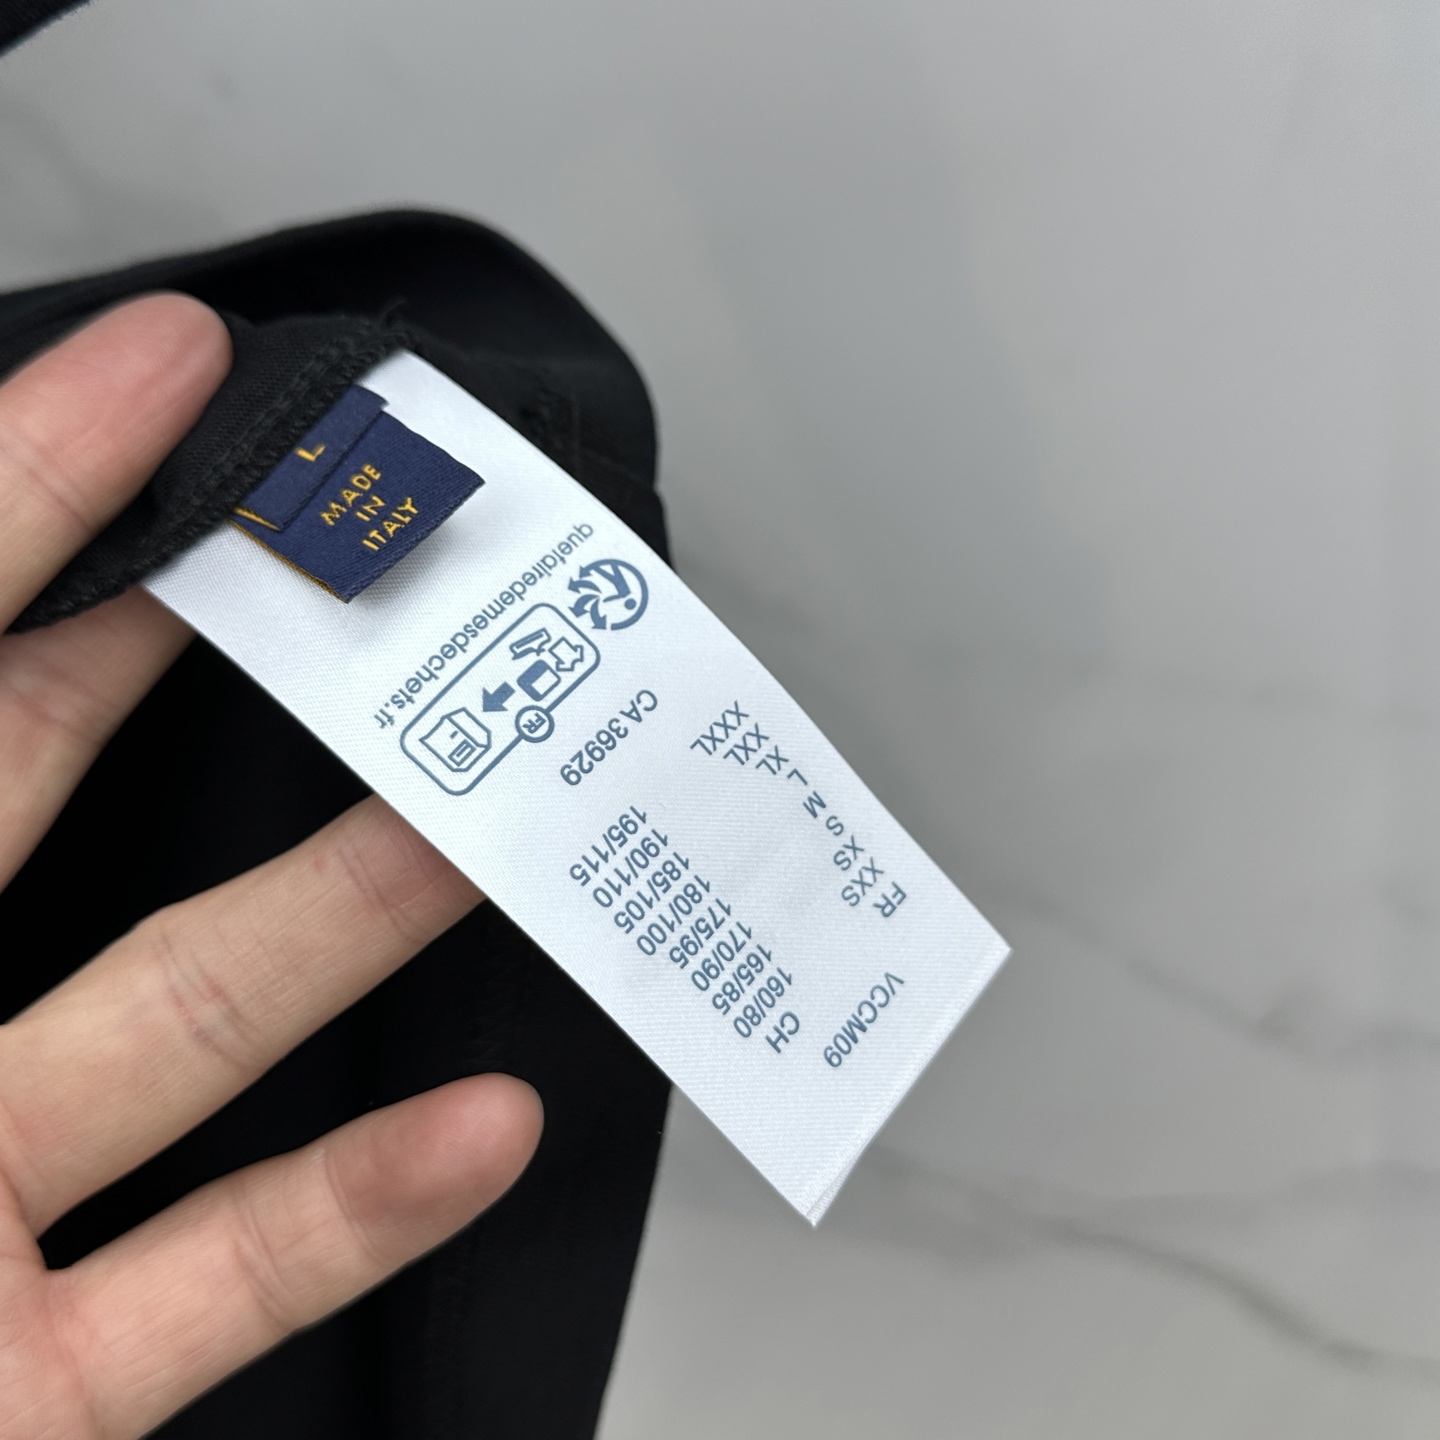 L
MADE
IN
ITALY
VCCM09
FR CH
XXS 160/80
XS 165/85
S 170/90
M 175/95
L 180/100
XL 185/105
XXL 190/110
XXXL 195/115
CA 36929
FR
quefairedemesdechets.fr